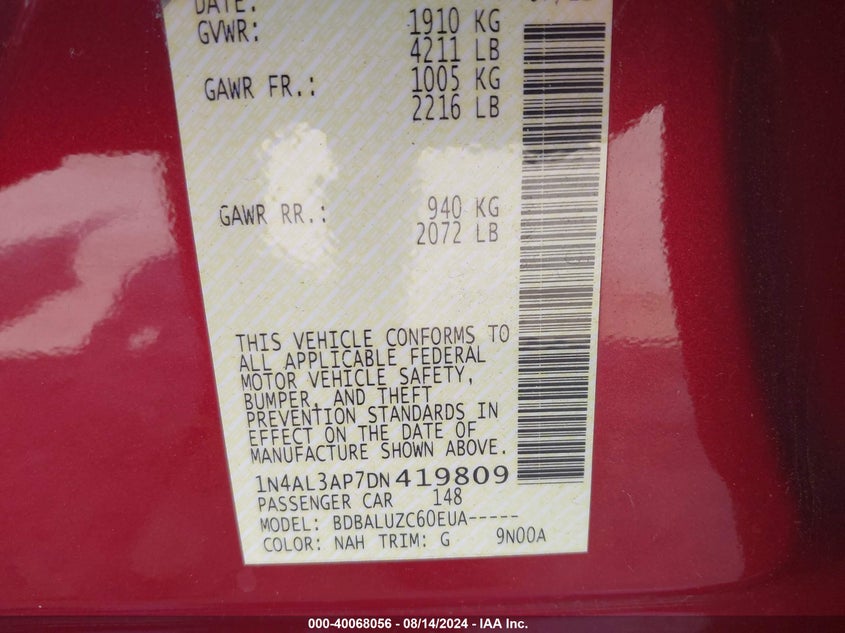 DATE:
GVWR: 1910 KG
4211 LB
GAWR FR.: 1005 KG
2216 LB
GAWR RR.: 940 KG
2072 LB
THIS VEHICLE CONFORMS TO
ALL APPLICABLE FEDERAL
MOTOR VEHICLE SAFETY,
BUMPER, AND THEFT
PREVENTION STANDARDS IN
EFFECT ON THE DATE OF
MANUFACTURE SHOWN ABOVE.
1N4AL3AP7DN419809
PASSENGER CAR 148
MODEL: BDBALUZC60EUA-----
COLOR: NAH TRIM: G 9N00A
000-40068056 - 08/14/2024 - IAA Inc.